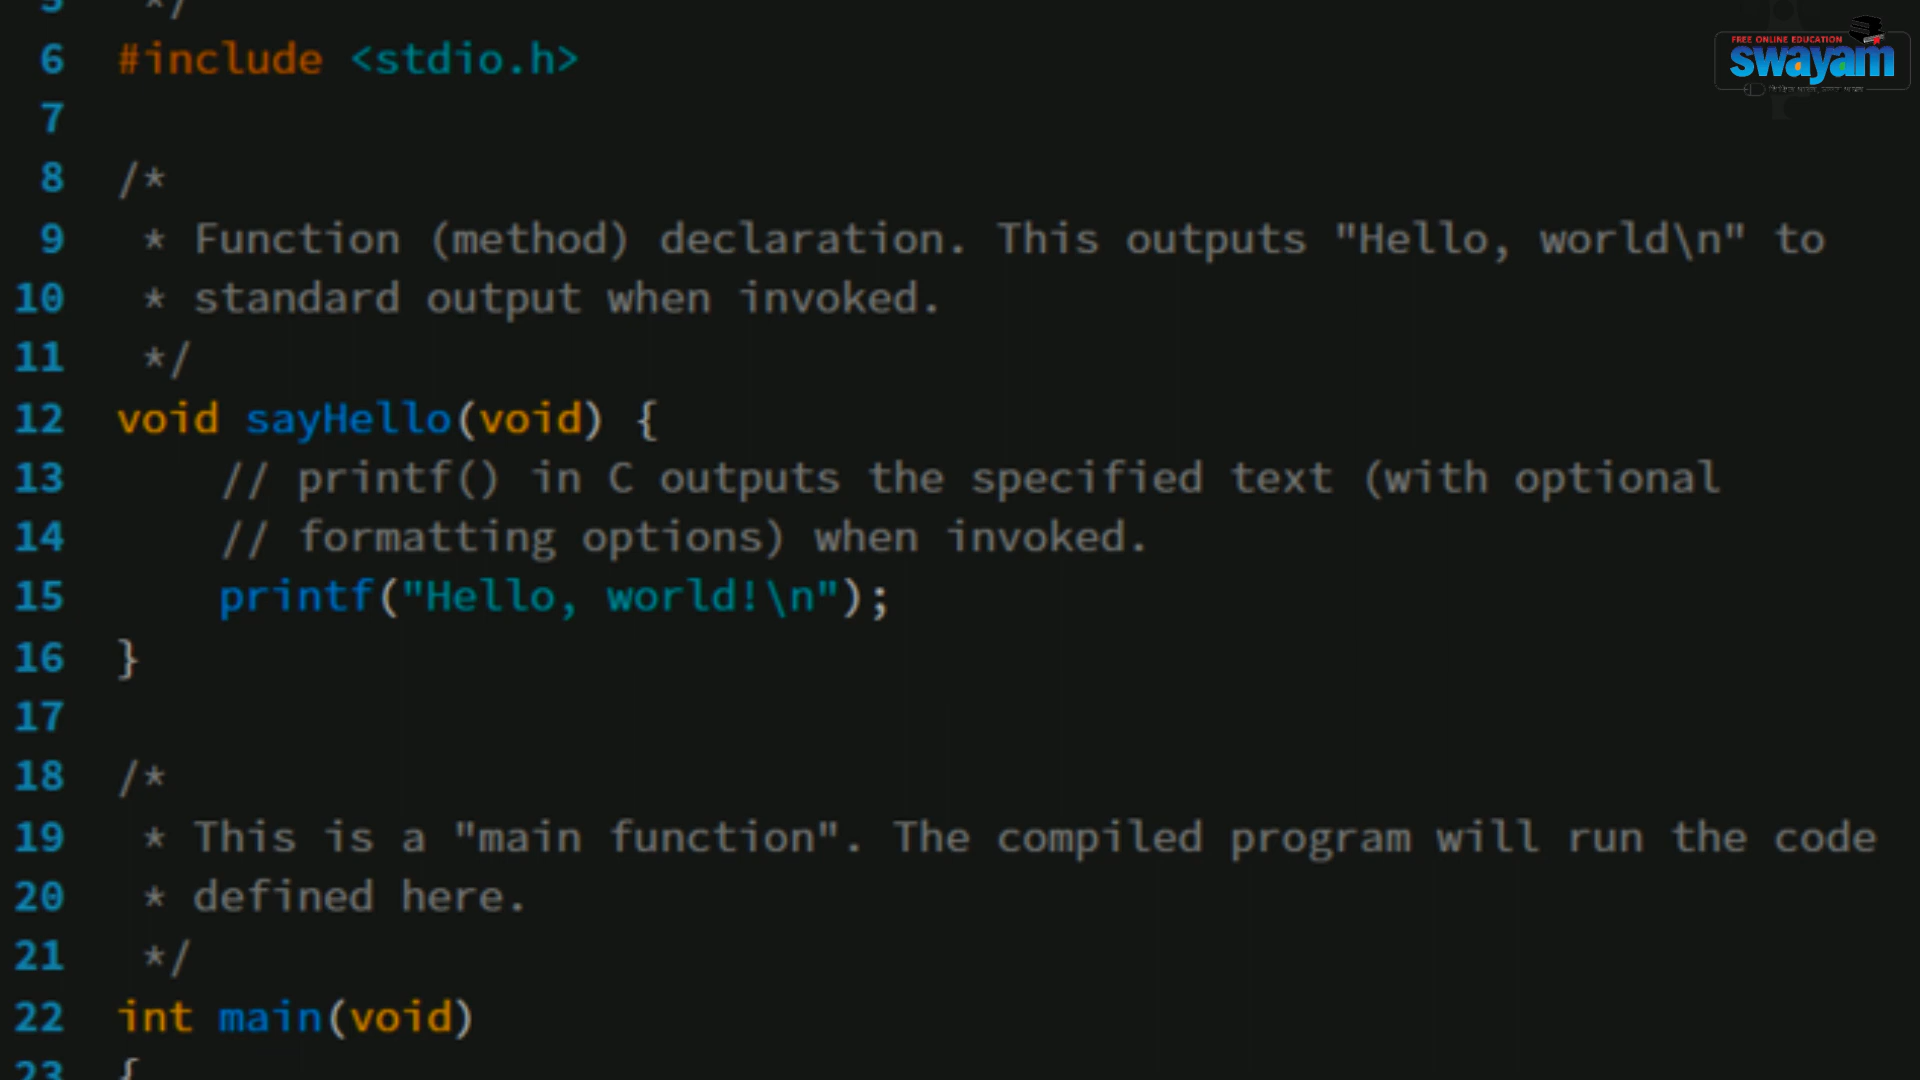 5 */
FREE ONLINE EDUCATION
swayam
6 #include <stdio.h>
7
8 /*
9 * Function (method) declaration. This outputs "Hello, world\n" to
10 * standard output when invoked.
11 */
12 void sayHello(void) {
13 // printf() in C outputs the specified text (with optional
14 // formatting options) when invoked.
15 printf("Hello, world!\n");
16 }
17
18 /*
19 * This is a "main function". The compiled program will run the code
20 * defined here.
21 */
22 int main(void)
23 {